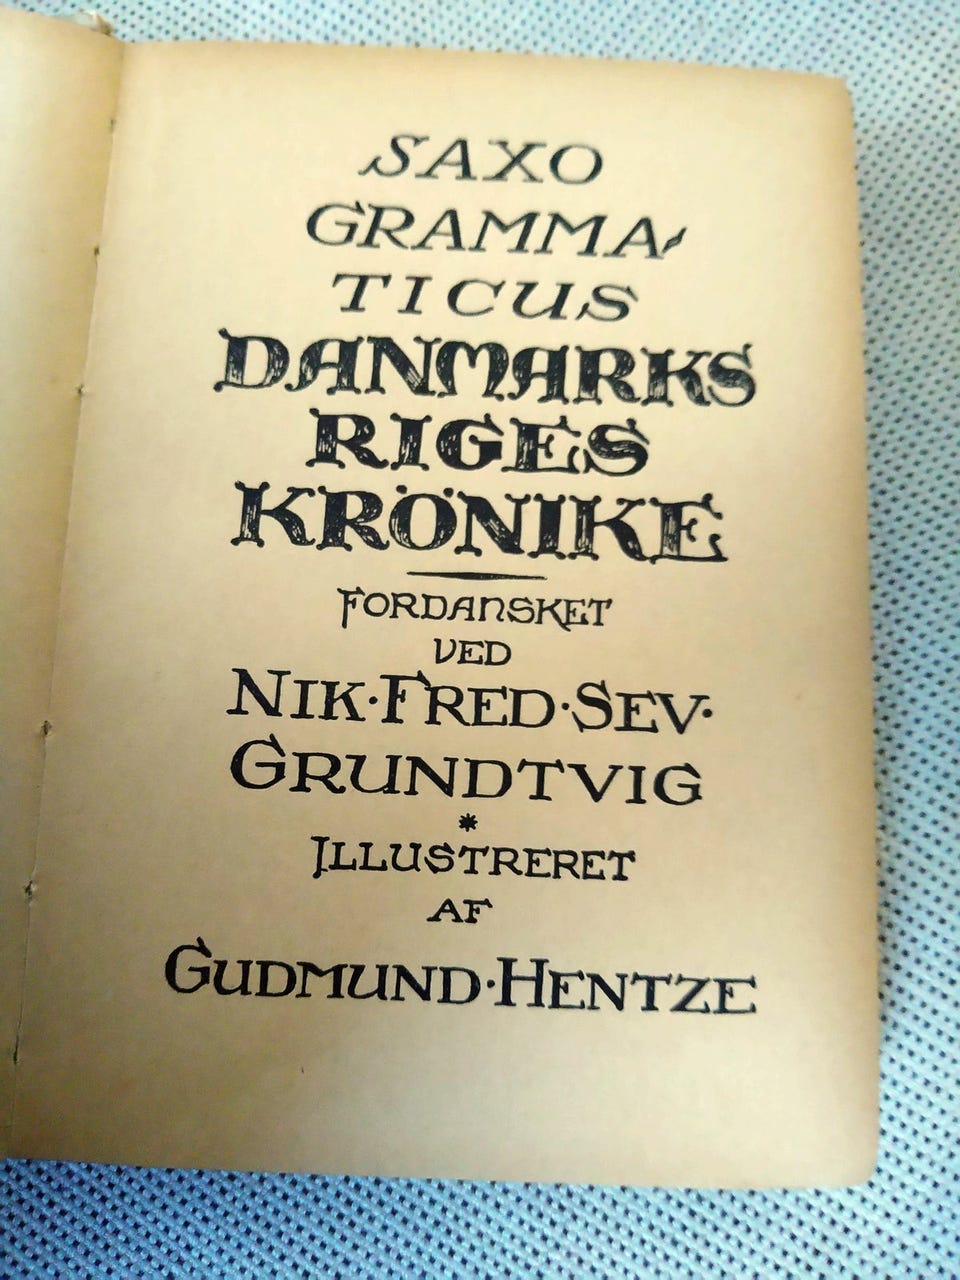 SAXO
GRAMMA-
TICUS
DANMARKS
RIGES
KRÖNIKE
FORDANSKET
VED
NIK·FRED·SEV·
GRUNDTVIG
*
ILLUSTRERET
AF
GUDMUND·HENTZE